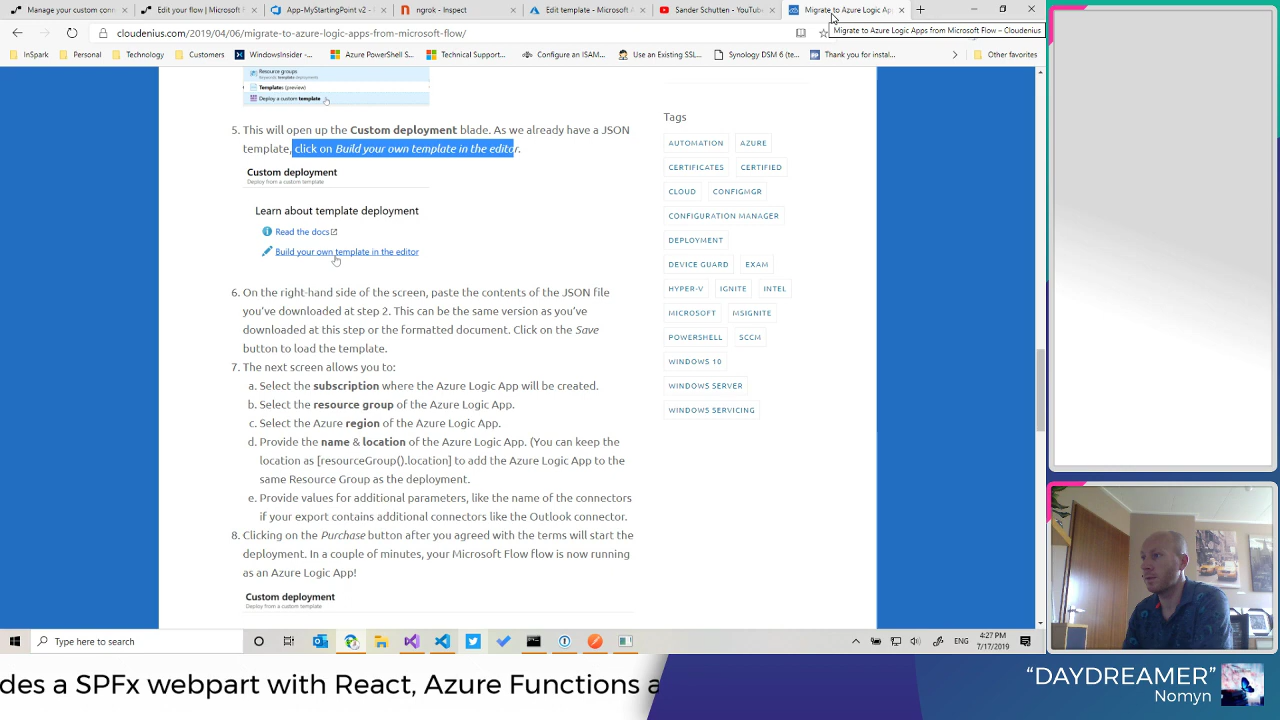 Manage your custom conn
Edit your flow | Microsoft
App-MyStartingPoint v2 -
ngrok - Inspect
Edit template - Microsoft
Sander Schutten - YouTub
Migrate to Azure Logic Ap
cloudenius.com/2019/04/06/migrate-to-azure-logic-apps-from-microsoft-flow/
Migrate to Azure Logic Apps from Microsoft Flow – Cloudenius
InSpark
Personal
Solutions
Customers
WindowsInsider-
Azure
Technical
Welcome - ConfigurationIM...
Use an Existing SSL...
Synology DSM 6 (te...
Thank you for instal...
Resource groups
Templates (preview)
Deploy a custom template
5. This will open up the Custom deployment blade. As we already have a JSON
template, click on Build your own template in the editor.
Custom deployment
Deploy from a custom template
Learn about template deployment
Read the docs
Build your own template in the editor
6. On the right-hand side of the screen, paste the contents of the JSON file
you've downloaded at step 2. This can be the same version as you've
downloaded at this step or the formatted document. Click on the Save
button to load the template.
7. The next screen allows you to:
a. Select the subscription where the Azure Logic App will be created.
b. Select the resource group of the Azure Logic App.
c. Select the Azure region of the Azure Logic App.
d. Provide the name & location of the Azure Logic App. (You can keep the
location as [resourceGroup().location] to add the Azure Logic App to the
same Resource Group as the deployment.
e. Provide values for additional parameters, like the name of the connectors
if your export contains additional connectors like the Outlook connector.
8. Clicking on the Purchase button after you agreed with the terms will start the
deployment. In a couple of minutes, your Microsoft Flow flow is now running
as an Azure Logic App!
Custom deployment
Deploy from a custom template
Tags
AUTOMATION
AZURE
CERTIFICATES
CERTIFIED
CLOUD
CONFIGMGR
CONFIGURATION MANAGER
DEPLOYMENT
DEVICE GUARD
EXAM
HYPER-V
IGNITE
INTEL
MICROSOFT
MSIGNITE
POWERSHELL
SCCM
WINDOWS 10
WINDOWS SERVER
WINDOWS SERVICING
Type here to search
ENG
4:27 PM
7/17/2019
des a SPFx webpart with React, Azure Functions a
"DAYDREAMER"
Nomyn